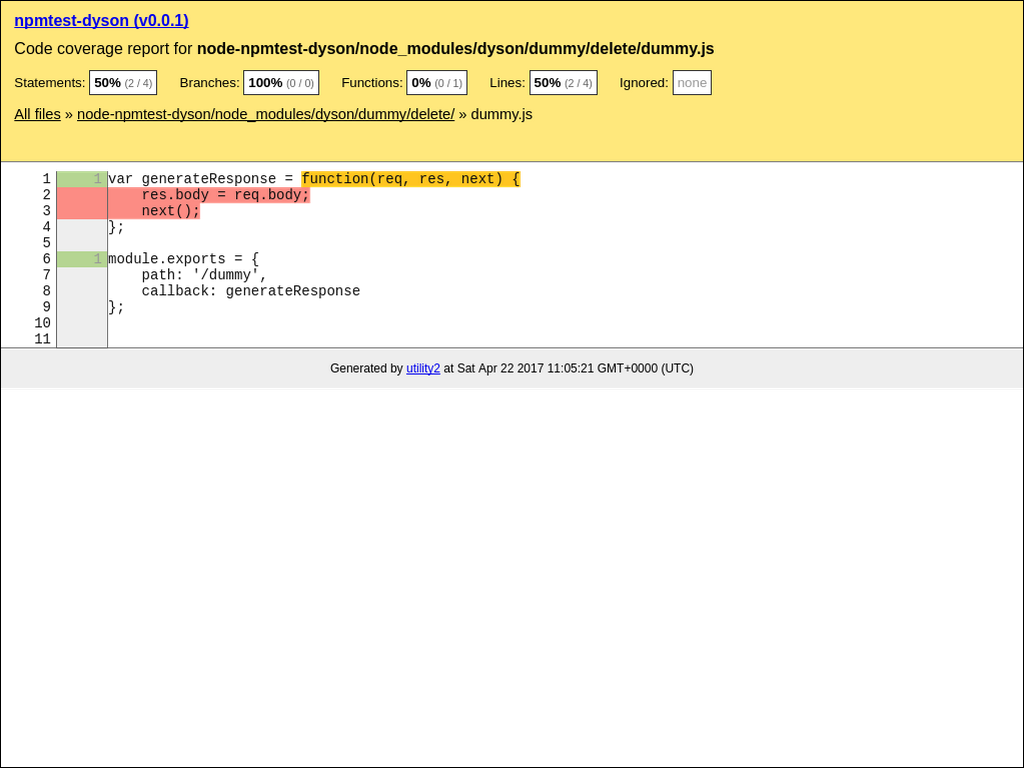 npmtest-dyson (v0.0.1)
Code coverage report for node-npmtest-dyson/node_modules/dyson/dummy/delete/dummy.js
Statements: 50% (2 / 4) Branches: 100% (0 / 0) Functions: 0% (0 / 1) Lines: 50% (2 / 4) Ignored: none
All files » node-npmtest-dyson/node_modules/dyson/dummy/delete/ » dummy.js
1 1 var generateResponse = function(req, res, next) {
2     res.body = req.body;
3     next();
4 };
5
6 1 module.exports = {
7     path: '/dummy',
8     callback: generateResponse
9 };
10
11
Generated by utility2 at Sat Apr 22 2017 11:05:21 GMT+0000 (UTC)